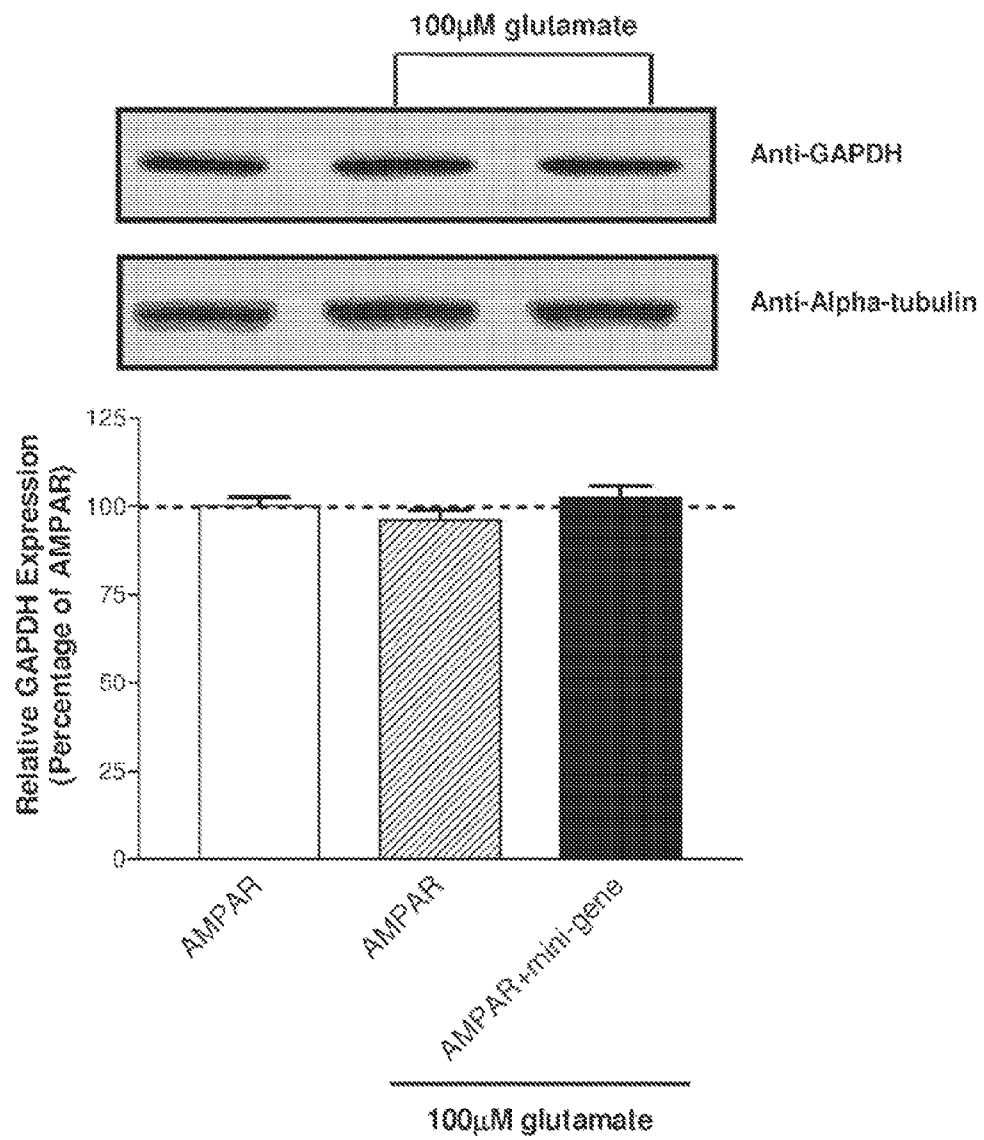 100μM glutamate
Anti-GAPDH
Anti-Alpha-tubulin
Relative GAPDH Expression
(Percentage of AMPAR)
125
100
75
50
25
0
AMPAR
AMPAR
AMPAR+mini-gene
100μM glutamate